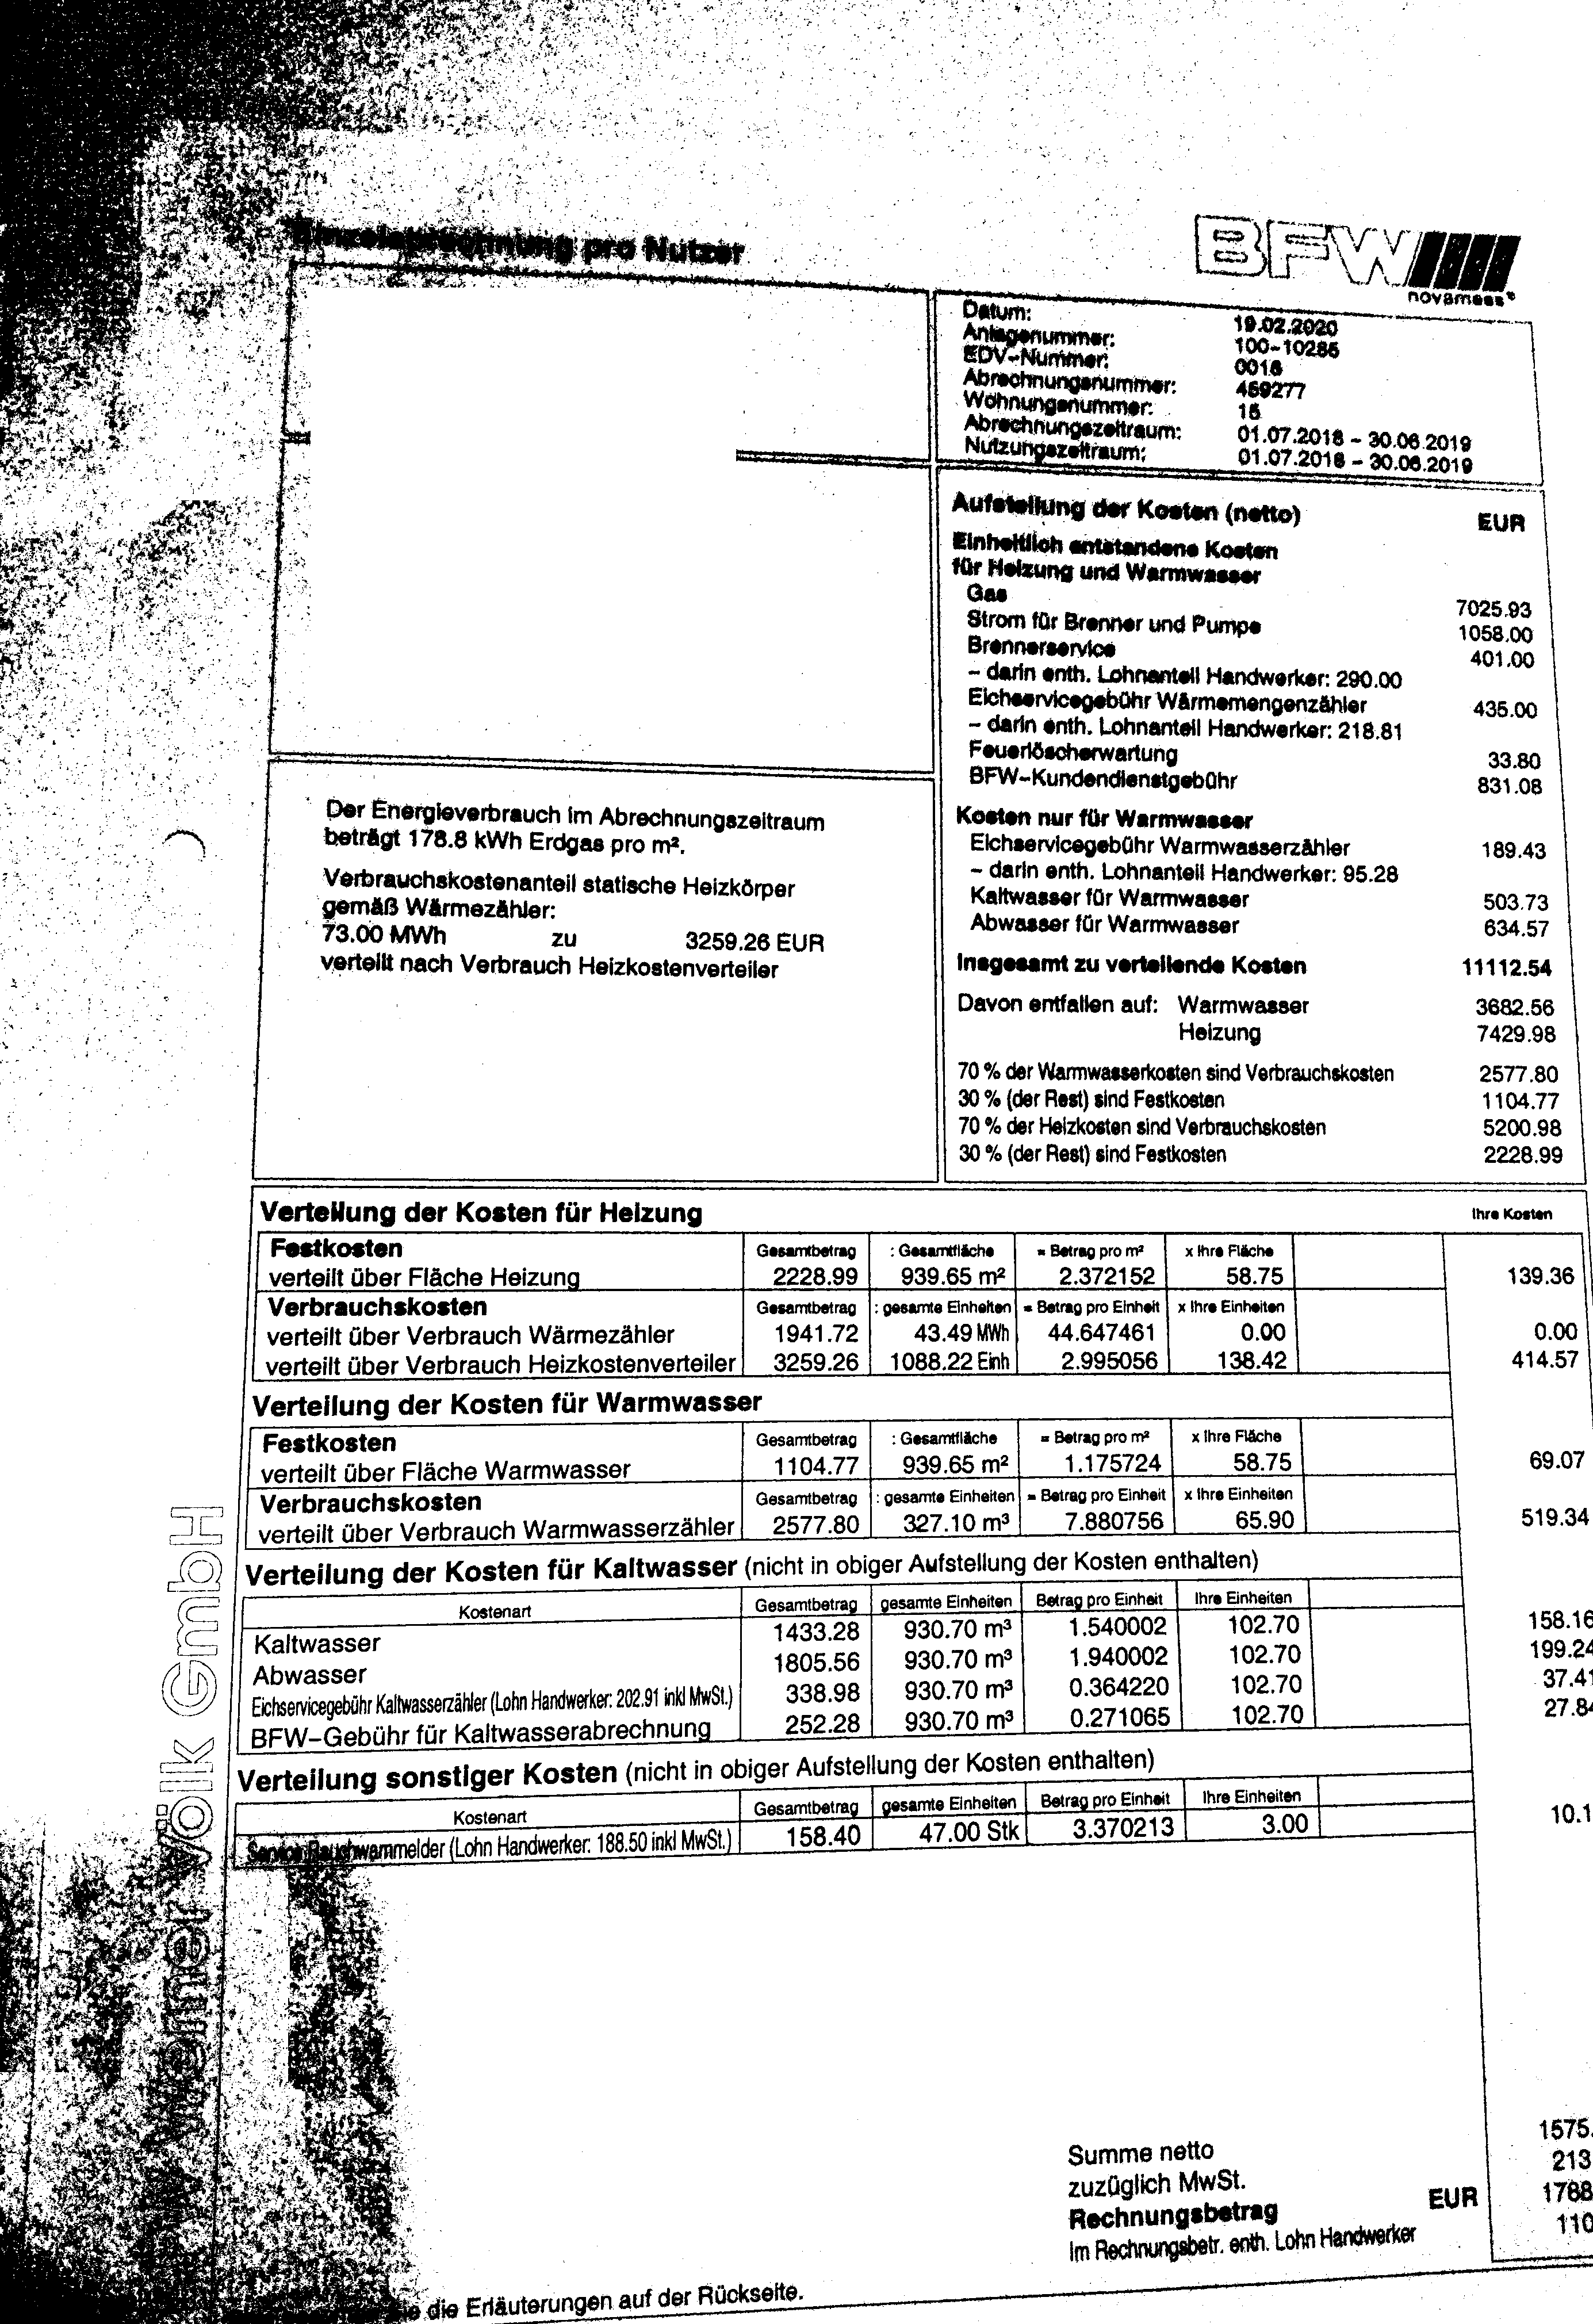 Einzelabrechnung pro Nutzer
BFW
novamess®
Datum: 19.02.2020
Anlagenummer: 100-10285
EDV-Nummer: 0016
Abrechnungsnummer: 459277
Wohnungsnummer: 15
Abrechnungszeitraum: 01.07.2018 - 30.06.2019
Nutzungszeitraum: 01.07.2018 - 30.06.2019
Aufstellung der Kosten (netto) EUR
Einheitlich entstandene Kosten
für Heizung und Warmwasser
Gas 7025.93
Strom für Brenner und Pumpe 1058.00
Brennerservice 401.00
- darin enth. Lohnanteil Handwerker: 290.00
Eichservicegebühr Wärmemengenzähler 435.00
- darin enth. Lohnanteil Handwerker: 218.81
Feuerlöscherwartung 33.80
BFW-Kundendienstgebühr 831.08
Kosten nur für Warmwasser
Eichservicegebühr Warmwasserzähler 189.43
- darin enth. Lohnanteil Handwerker: 95.28
Kaltwasser für Warmwasser 503.73
Abwasser für Warmwasser 634.57
Insgesamt zu verteilende Kosten 11112.54
Davon entfallen auf: Warmwasser 3682.56
Heizung 7429.98
70 % der Warmwasserkosten sind Verbrauchskosten 2577.80
30 % (der Rest) sind Festkosten 1104.77
70 % der Heizkosten sind Verbrauchskosten 5200.98
30 % (der Rest) sind Festkosten 2228.99
Der Energieverbrauch im Abrechnungszeitraum
beträgt 178.8 kWh Erdgas pro m².
Verbrauchskostenanteil statische Heizkörper
gemäß Wärmezähler:
73.00 MWh zu 3259.26 EUR
verteilt nach Verbrauch Heizkostenverteiler
Verteilung der Kosten für Heizung Ihre Kosten
Festkosten Gesamtbetrag : Gesamtfläche = Betrag pro m² x Ihre Fläche
verteilt über Fläche Heizung 2228.99 939.65 m² 2.372152 58.75 139.36
Verbrauchskosten Gesamtbetrag : gesamte Einheiten = Betrag pro Einheit x Ihre Einheiten
verteilt über Verbrauch Wärmezähler 1941.72 43.49 MWh 44.647461 0.00 0.00
verteilt über Verbrauch Heizkostenverteiler 3259.26 1088.22 Einh 2.995056 138.42 414.57
Verteilung der Kosten für Warmwasser
Festkosten Gesamtbetrag : Gesamtfläche = Betrag pro m² x Ihre Fläche
verteilt über Fläche Warmwasser 1104.77 939.65 m² 1.175724 58.75 69.07
Verbrauchskosten Gesamtbetrag : gesamte Einheiten = Betrag pro Einheit x Ihre Einheiten
verteilt über Verbrauch Warmwasserzähler 2577.80 327.10 m³ 7.880756 65.90 519.34
Verteilung der Kosten für Kaltwasser (nicht in obiger Aufstellung der Kosten enthalten)
Kostenart Gesamtbetrag gesamte Einheiten Betrag pro Einheit Ihre Einheiten
Kaltwasser 1433.28 930.70 m³ 1.540002 102.70 158.16
Abwasser 1805.56 930.70 m³ 1.940002 102.70 199.24
Eichservicegebühr Kaltwasserzähler (Lohn Handwerker: 202.91 inkl MwSt.) 338.98 930.70 m³ 0.364220 102.70 37.41
BFW-Gebühr für Kaltwasserabrechnung 252.28 930.70 m³ 0.271065 102.70 27.84
Verteilung sonstiger Kosten (nicht in obiger Aufstellung der Kosten enthalten)
Kostenart Gesamtbetrag gesamte Einheiten Betrag pro Einheit Ihre Einheiten
Service Rauchwarnmelder (Lohn Handwerker: 188.50 inkl MwSt.) 158.40 47.00 Stk 3.370213 3.00 10.1
Summe netto 1575.
zuzüglich MwSt. 213
Rechnungsbetrag EUR 1788
Im Rechnungsbetr. enth. Lohn Handwerker 110
die Erläuterungen auf der Rückseite.
Werner Völk GmbH